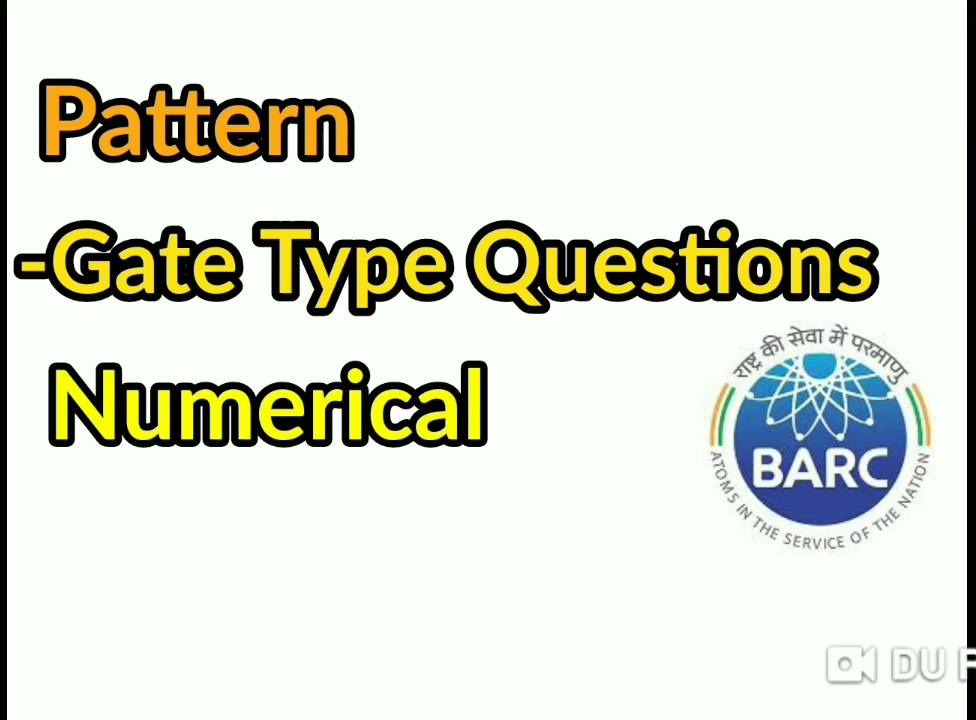 Pattern
-Gate Type Questions
Numerical
राष्ट्र की सेवा में परमाणु
BARC
ATOMS IN THE SERVICE OF THE NATION
DU